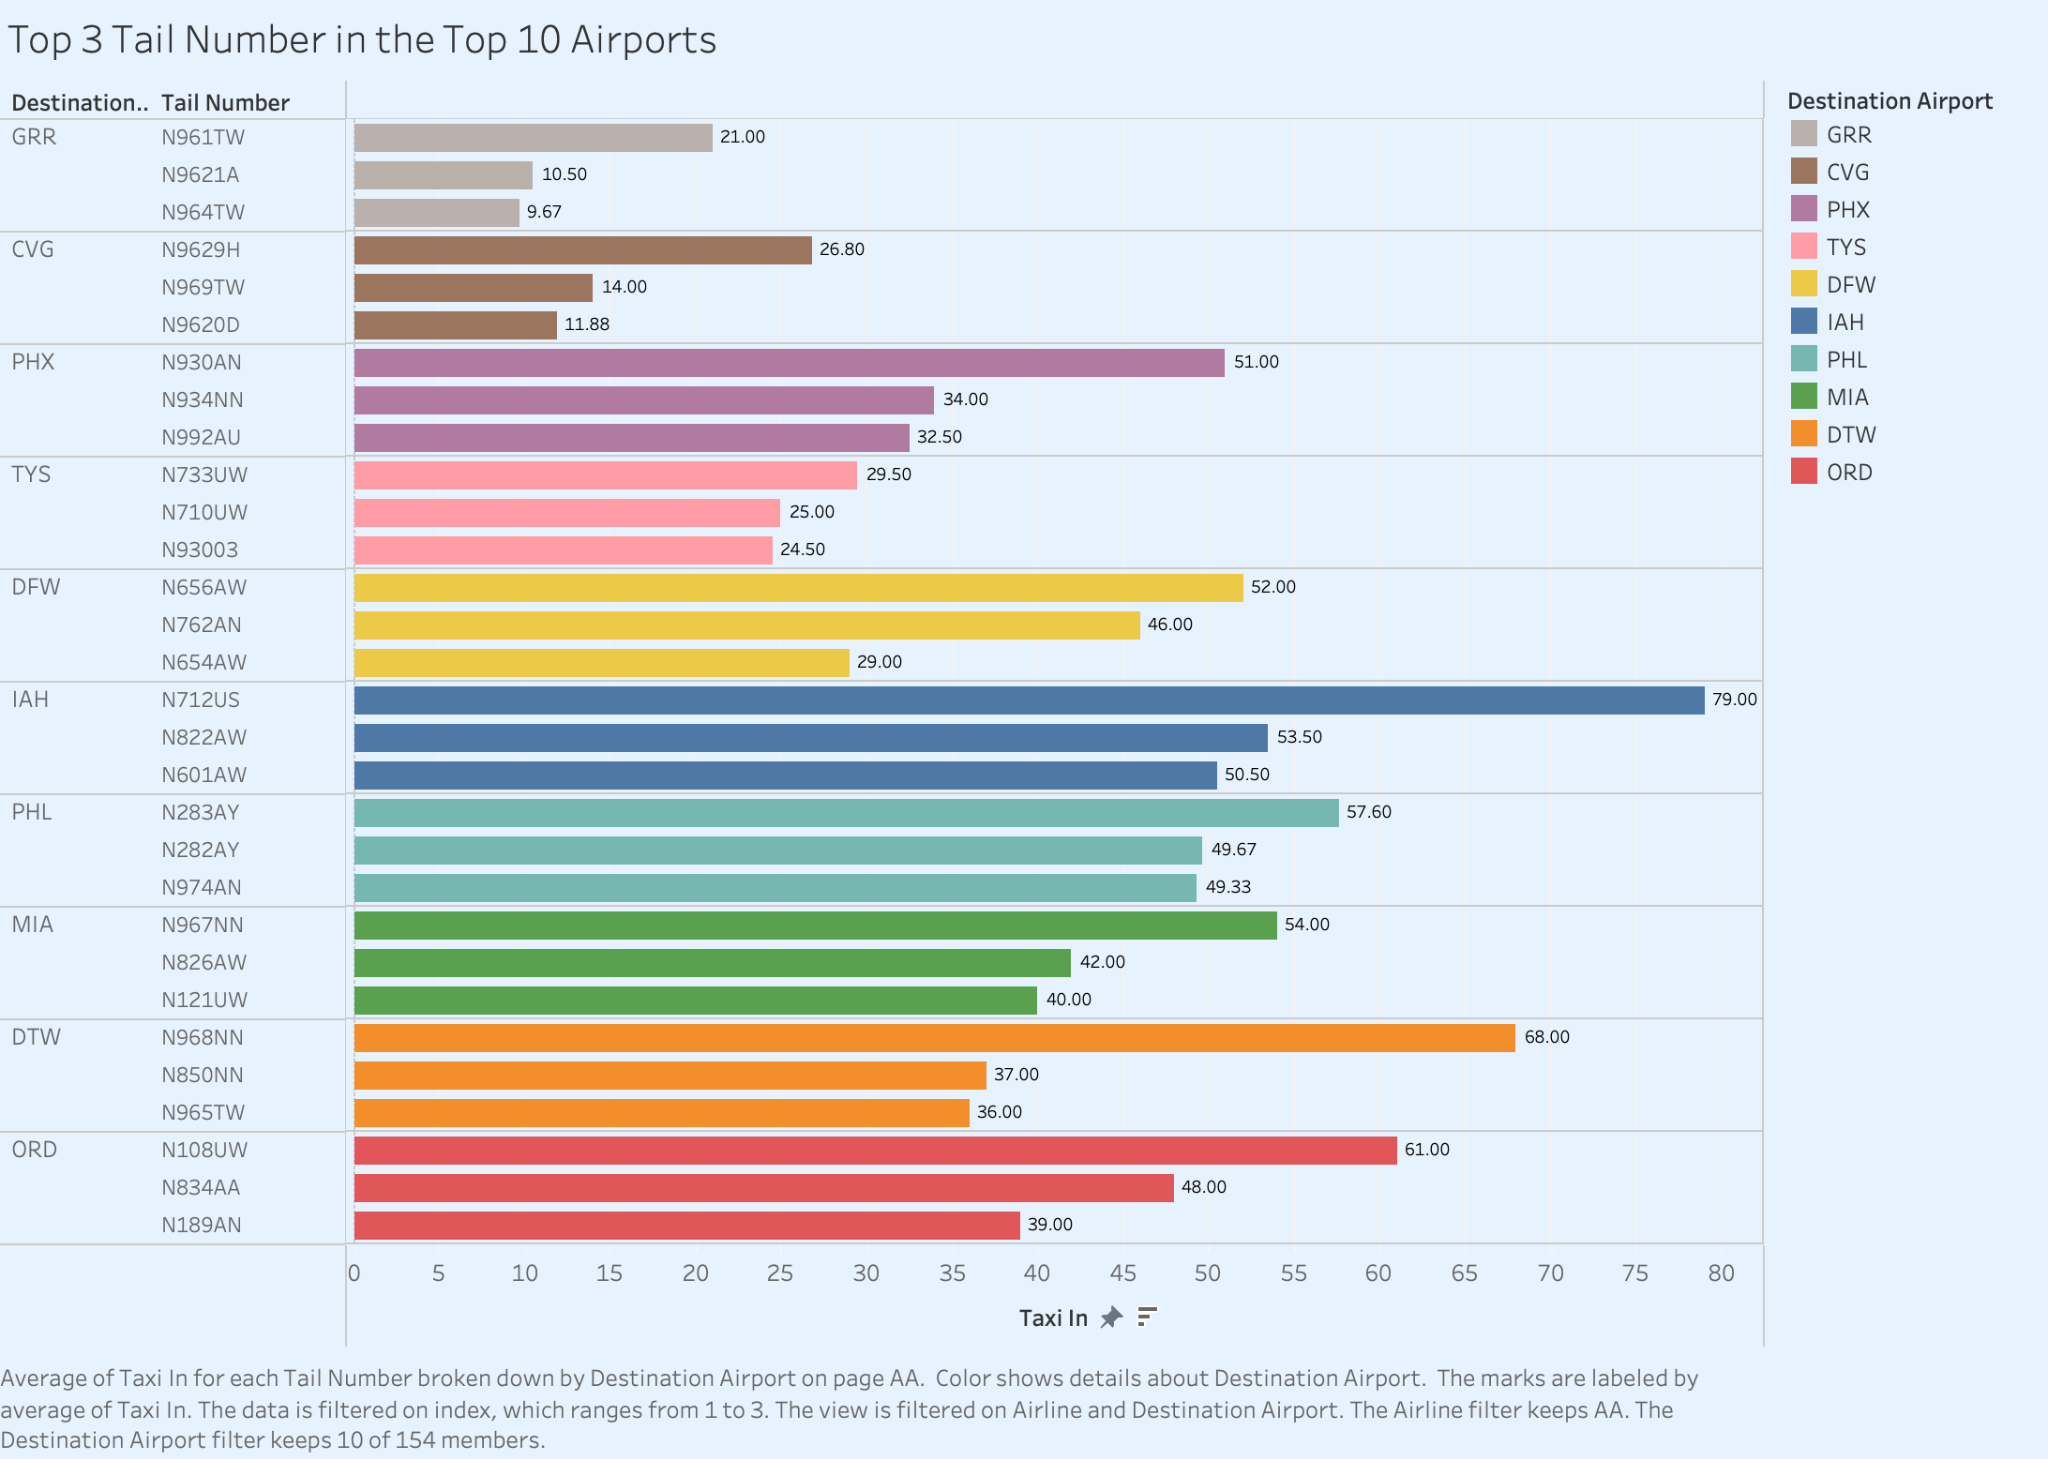 Top 3 Tail Number in the Top 10 Airports
Destination.. Tail Number
GRR N961TW 21.00
N9621A 10.50
N964TW 9.67
CVG N9629H 26.80
N969TW 14.00
N9620D 11.88
PHX N930AN 51.00
N934NN 34.00
N992AU 32.50
TYS N733UW 29.50
N710UW 25.00
N93003 24.50
DFW N656AW 52.00
N762AN 46.00
N654AW 29.00
IAH N712US 79.00
N822AW 53.50
N601AW 50.50
PHL N283AY 57.60
N282AY 49.67
N974AN 49.33
MIA N967NN 54.00
N826AW 42.00
N121UW 40.00
DTW N968NN 68.00
N850NN 37.00
N965TW 36.00
ORD N108UW 61.00
N834AA 48.00
N189AN 39.00
0 5 10 15 20 25 30 35 40 45 50 55 60 65 70 75 80
Taxi In
Destination Airport
GRR
CVG
PHX
TYS
DFW
IAH
PHL
MIA
DTW
ORD
Average of Taxi In for each Tail Number broken down by Destination Airport on page AA.  Color shows details about Destination Airport.  The marks are labeled by
average of Taxi In. The data is filtered on index, which ranges from 1 to 3. The view is filtered on Airline and Destination Airport. The Airline filter keeps AA. The
Destination Airport filter keeps 10 of 154 members.